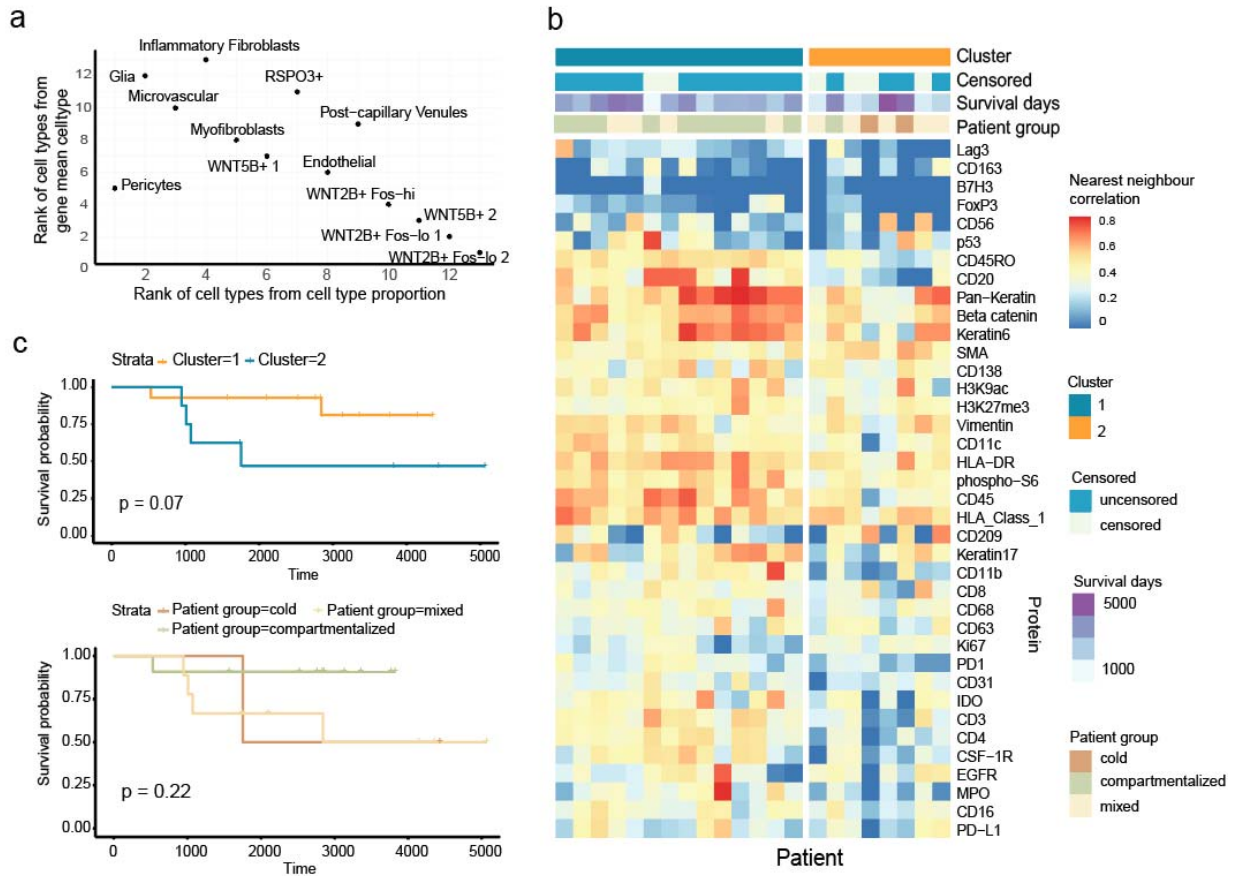 a
Rank of cell types from
gene mean celltype
12
10
8
6
4
2
0
Inflammatory Fibroblasts
Glia
RSPO3+
Microvascular
Post-capillary Venules
Myofibroblasts
WNT5B+ 1
Endothelial
Pericytes
WNT2B+ Fos-hi
WNT5B+ 2
WNT2B+ Fos-lo 1
WNT2B+ Fos-lo 2
2 4 6 8 10 12
Rank of cell types from cell type proportion
b
Cluster
Censored
Survival days
Patient group
Lag3
CD163
B7H3
FoxP3
CD56
p53
CD45RO
CD20
Pan-Keratin
Beta catenin
Keratin6
SMA
CD138
H3K9ac
H3K27me3
Vimentin
CD11c
HLA-DR
phospho-S6
CD45
HLA_Class_1
CD209
Keratin17
CD11b
CD8
CD68
CD63
Ki67
PD1
CD31
IDO
CD3
CD4
CSF-1R
EGFR
MPO
CD16
PD-L1
Protein
Patient
Nearest neighbour
correlation
0.8
0.6
0.4
0.2
0
Cluster
1
2
Censored
uncensored
censored
Survival days
5000
1000
Patient group
cold
compartmentalized
mixed
c
Strata Cluster=1 Cluster=2
Survival probability
1.00
0.75
0.50
0.25
0.00
p = 0.07
0 1000 2000 3000 4000 5000
Time
Strata Patient group=cold Patient group=mixed
Patient group=compartmentalized
Survival probability
1.00
0.75
0.50
0.25
0.00
p = 0.22
0 1000 2000 3000 4000 5000
Time